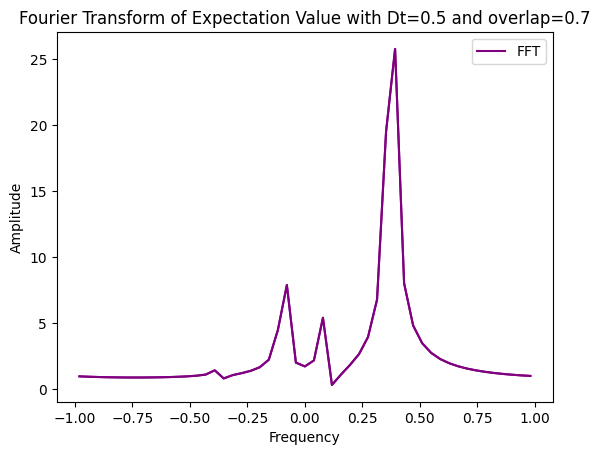 Fourier Transform of Expectation Value with Dt=0.5 and overlap=0.7
FFT
25
20
15
10
5
0
Amplitude
−1.00 −0.75 −0.50 −0.25 0.00 0.25 0.50 0.75 1.00
Frequency